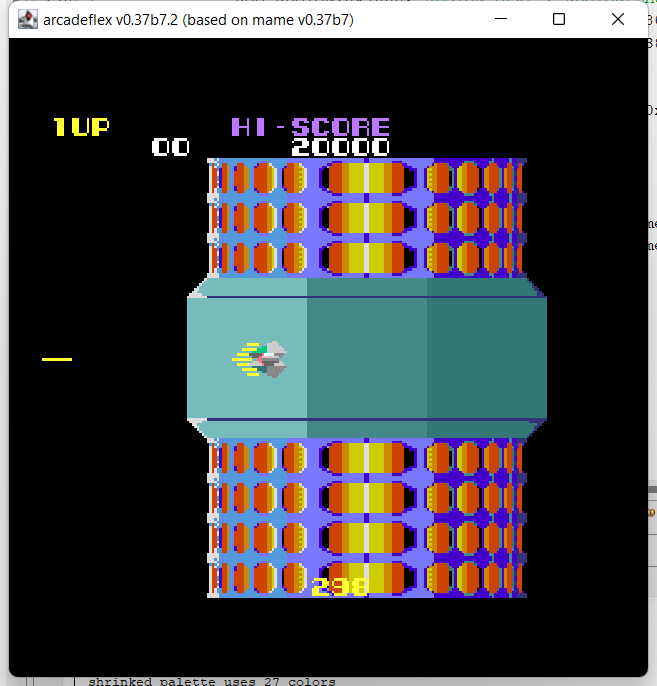 arcadeflex v0.37b7.2 (based on mame v0.37b7)
1UP HI-SCORE
00 20000
298
shrinked palette uses 27 colors